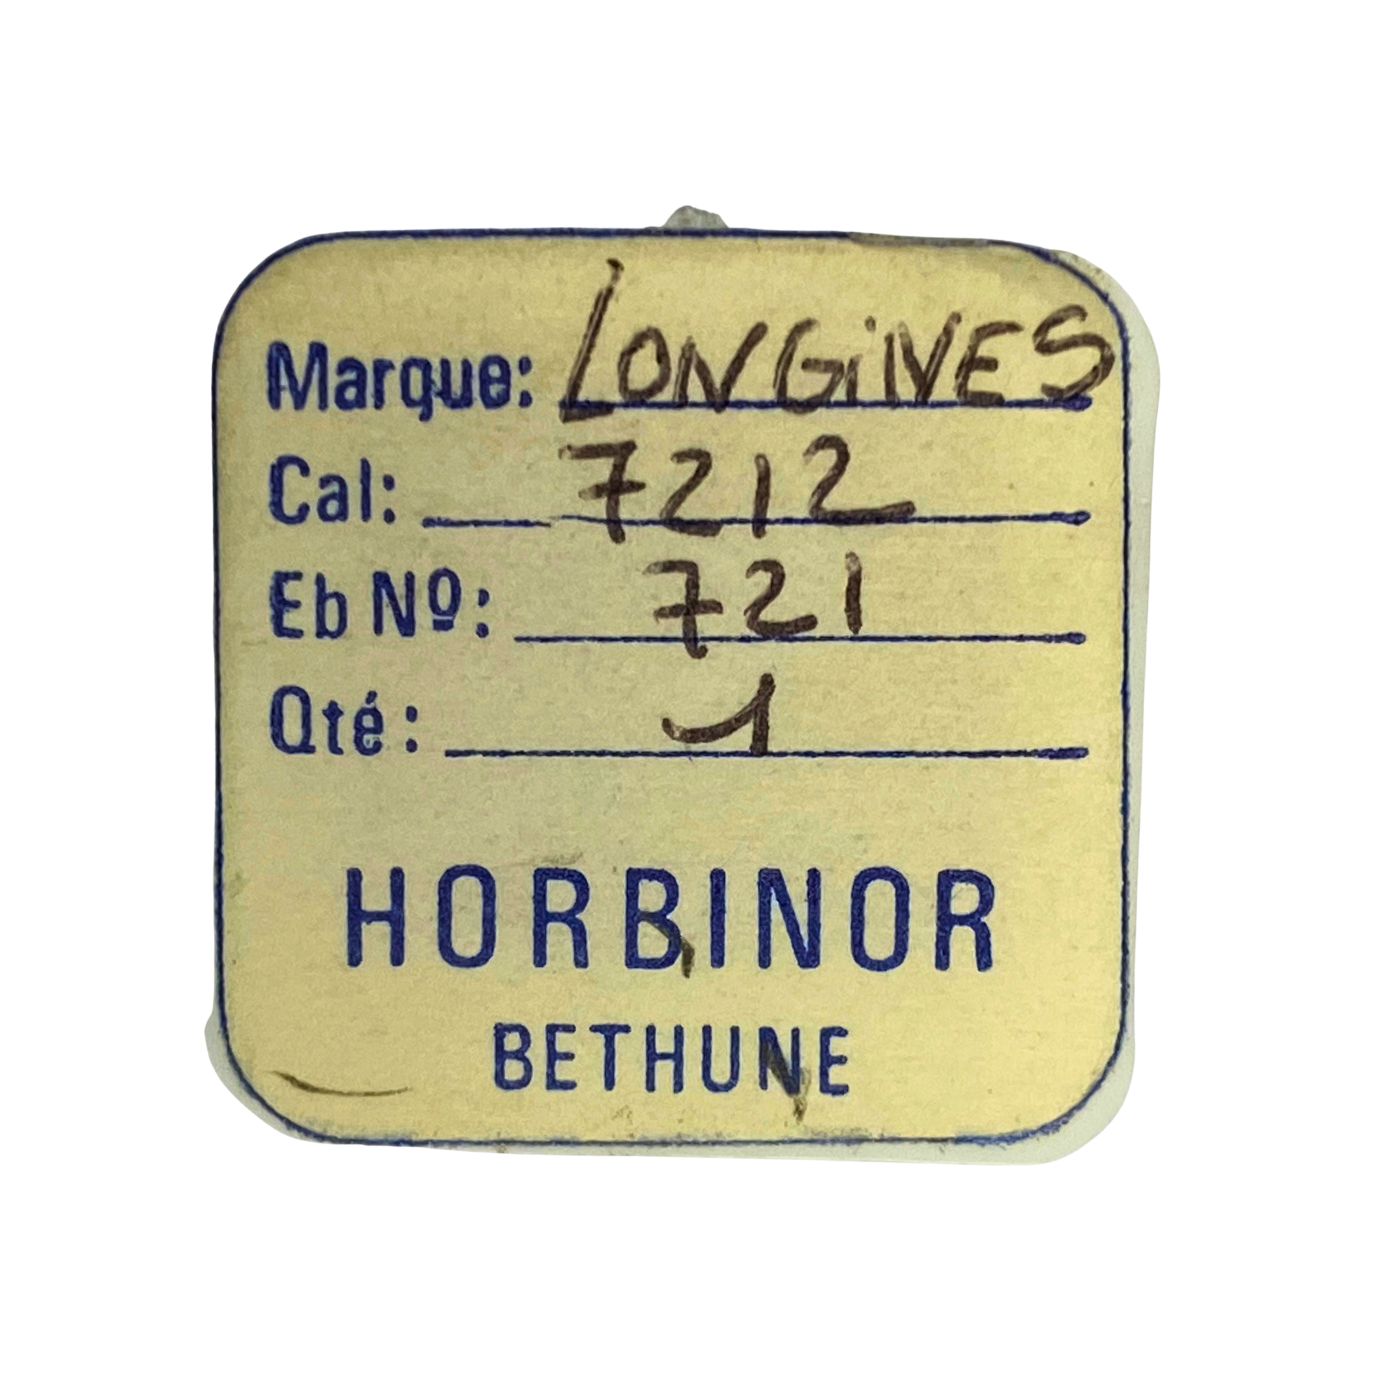 Marque: LONGiNES
Cal: 7212
Eb Nº: 721
Qté: 1
HORBINOR
BETHUNE